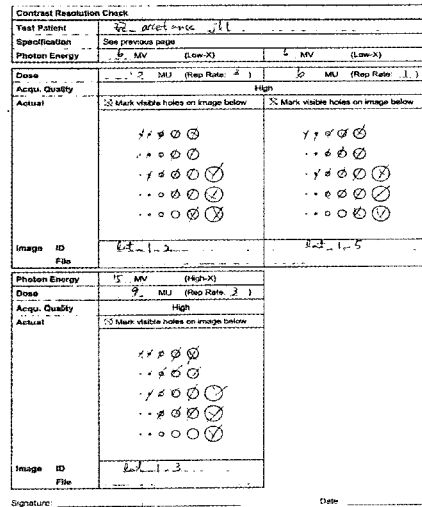 Contrast Resolution Check
Test Patient
Specification See previous page
Photon Energy 6 MV (Low-X) 6 MV (Low-X)
Dose MU (Rep Rate: ) 6 MU (Rep Rate: 1 )
Acqu. Quality High
Actual Mark visible holes on image below Mark visible holes on image below
Image ID
File
Photon Energy 15 MV (High-X)
Dose 9 MU (Rep Rate: 3 )
Acqu. Quality High
Actual Mark visible holes on image below
Image ID
File
Signature: Date